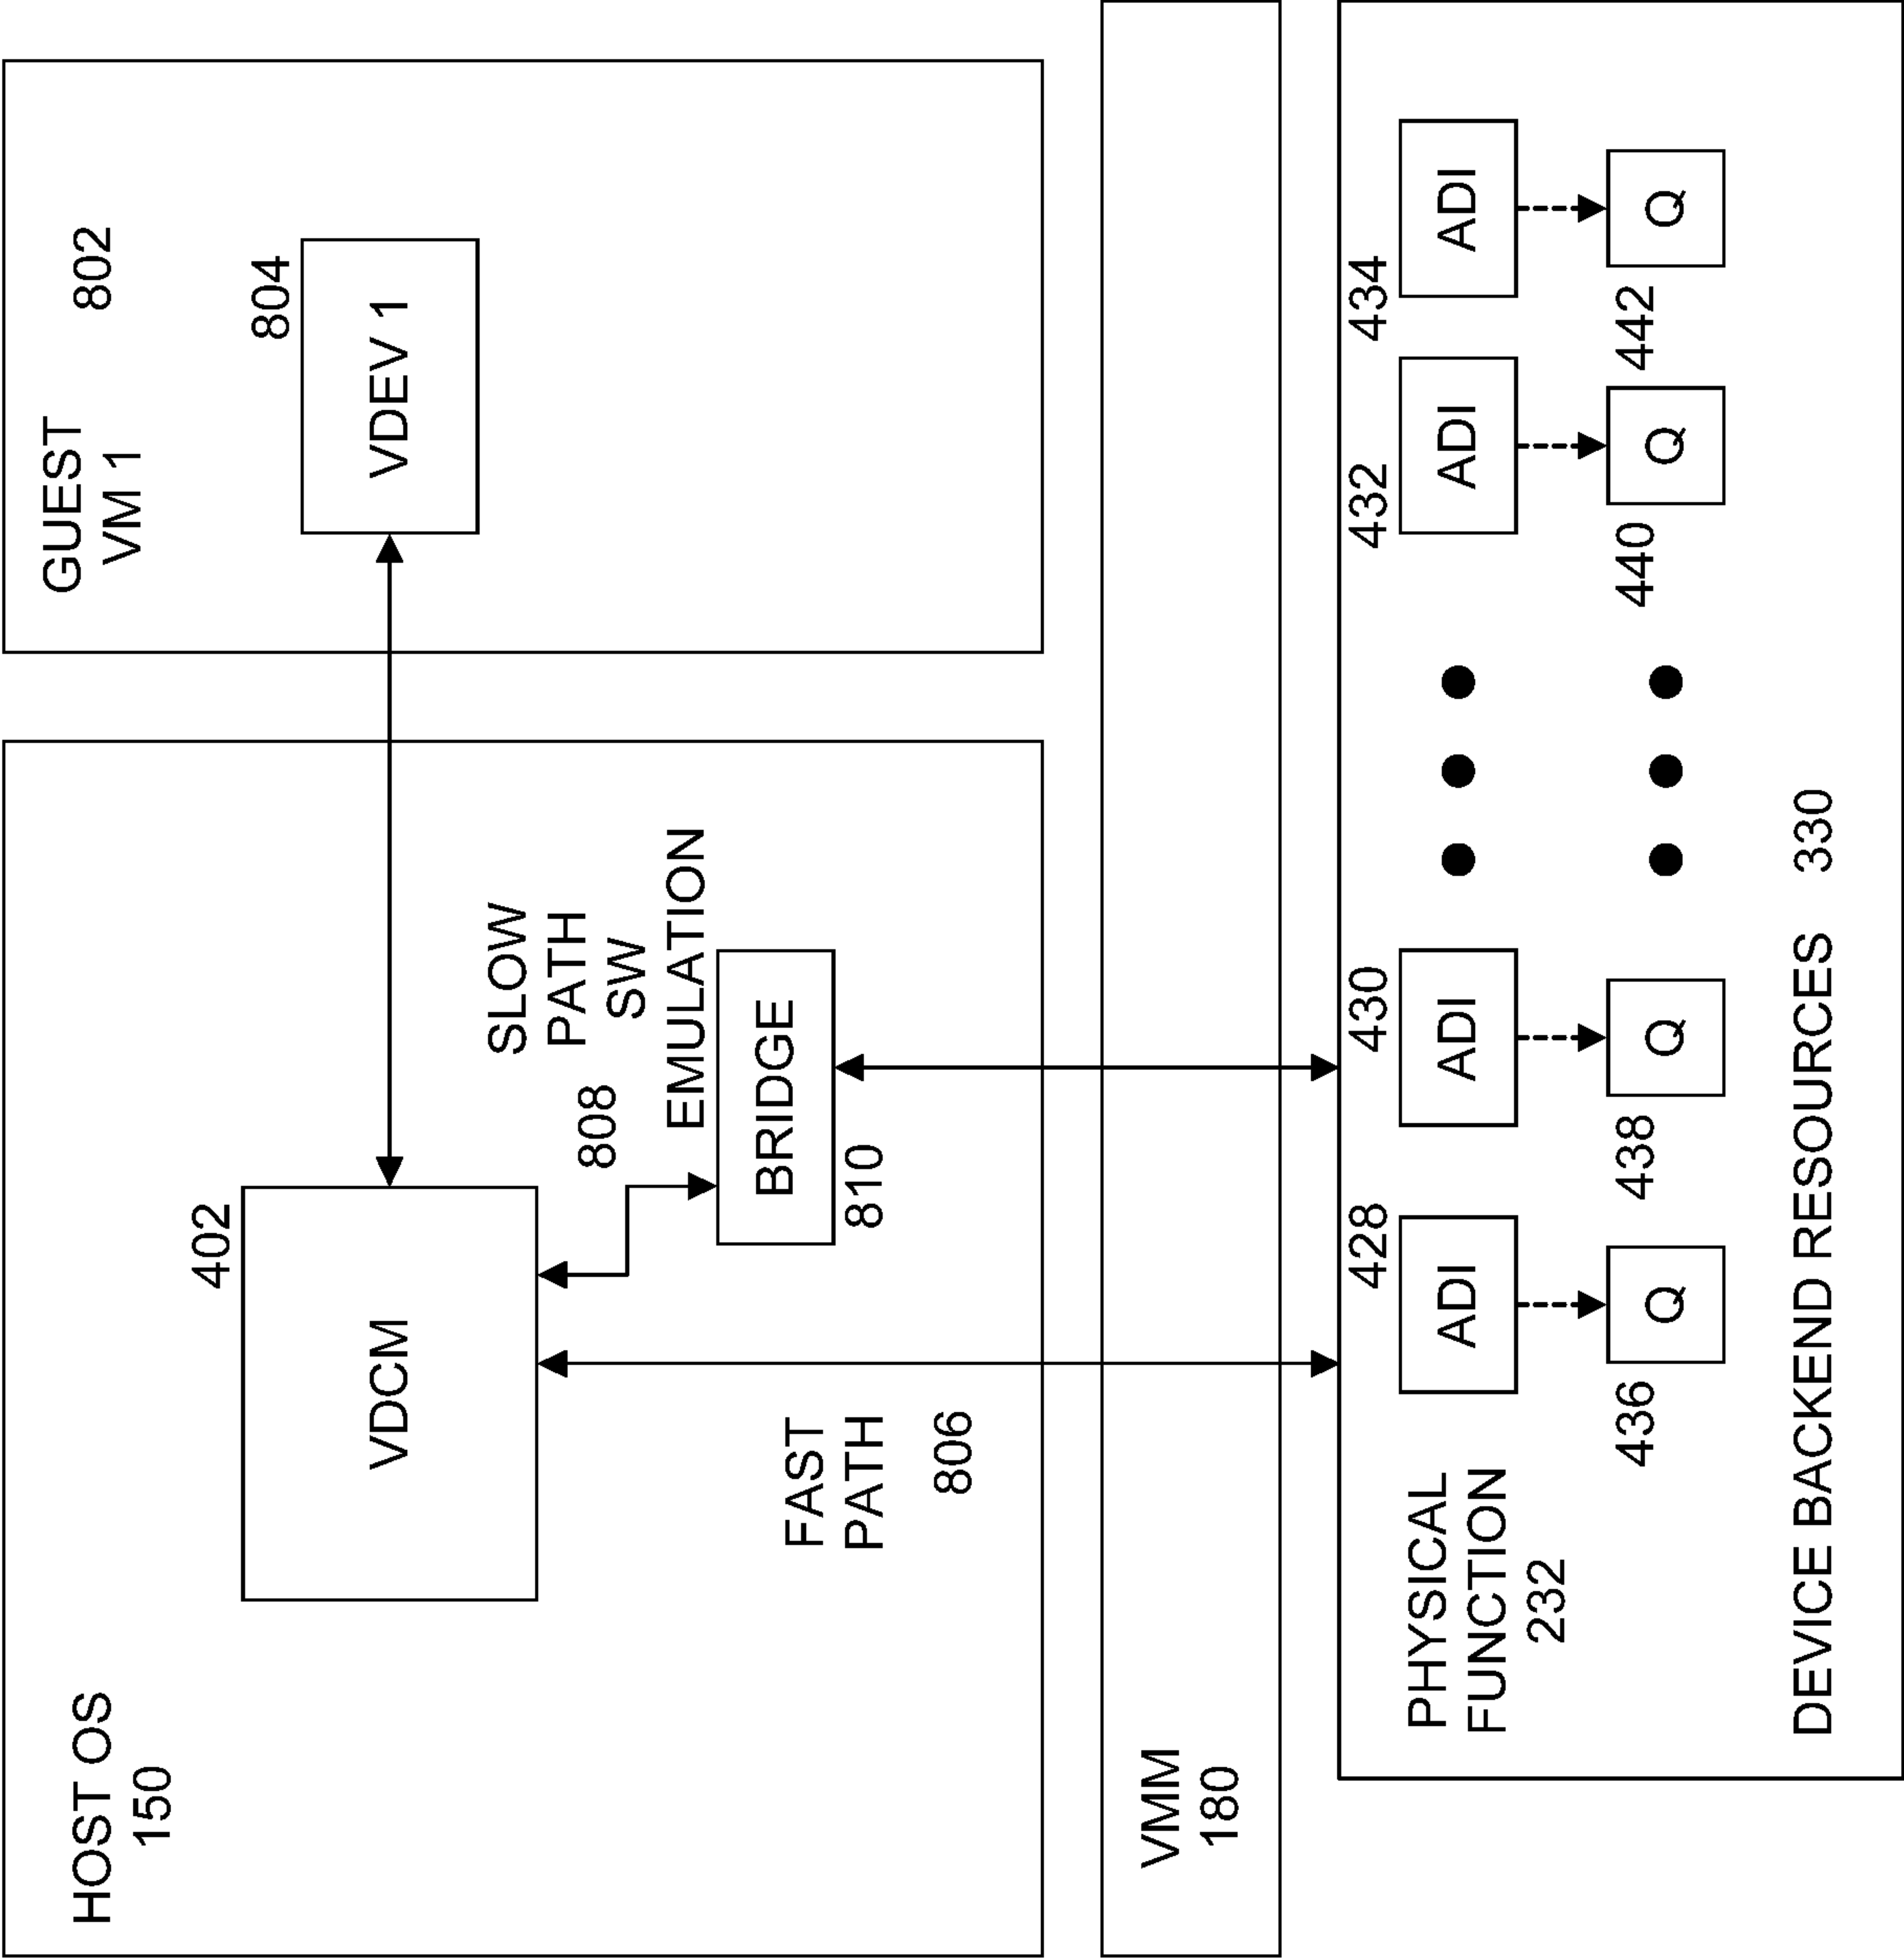 HOST OS
150
GUEST
VM 1
802
402
VDCM
804
VDEV 1
SLOW
PATH
SW
EMULATION
808
BRIDGE
810
FAST
PATH
806
VMM
180
PHYSICAL
FUNCTION
232
428
ADI
430
ADI
432
ADI
434
ADI
436
Q
438
Q
440
Q
442
Q
DEVICE BACKEND RESOURCES 330